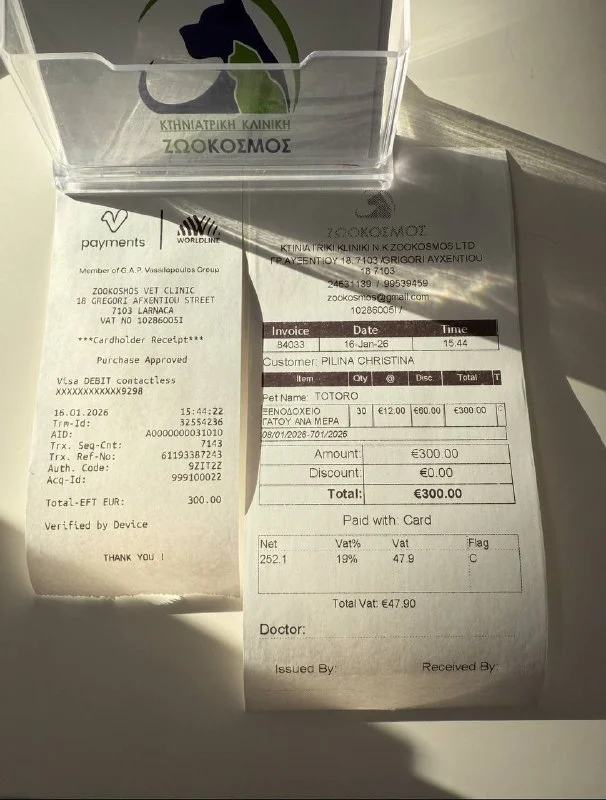 ΚΤΗΝΙΑΤΡΙΚΗ ΚΛΙΝΙΚΗ
ΖΩΟΚΟΣΜΟΣ
payments
WORLDLINE
Member of G.A.P. Vassilopoulos Group
ZOOKOSMOS VET CLINIC
18 GREGORI AFXENTIOU STREET
7103 LARNACA
VAT NO 10286005I
***Cardholder Receipt***
Purchase Approved
Visa DEBIT contactless
XXXXXXXXXXXX9298
16.01.2026 15:44:22
Trm-Id: 32554236
AID: A0000000031010
Trx. Seq-Cnt: 7143
Trx. Ref-No: 61193387243
Auth. Code: 9ZIT2Z
Acq-Id: 999100022
Total-EFT EUR: 300.00
Verified by Device
THANK YOU !
ΖΩΟΚΟΣΜΟΣ
KTINIATRIKI KLINIKI N.K ZOOKOSMOS LTD
ΓΡ.ΑΥΞΕΝΤΙΟΥ 18,7103 /GRIGORI AYXENTIOU
18 7103
24631139 / 99539459
zookosmos@gmail.com
10286005I /
Invoice Date Time
84033 16-Jan-26 15:44
Customer: PILINA CHRISTINA
Item Qty @ Disc. Total T
Pet Name: TOTORO
ΞΕΝΟΔΟΧΕΙΟ 30 €12.00 €60.00 €300.00 C
ΓΑΤΟΥ ΑΝΑ ΜΕΡΑ
08/01/2026-701/2026
Amount: €300.00
Discount: €0.00
Total: €300.00
Paid with: Card
Net Vat% Vat Flag
252.1 19% 47.9 C
Total Vat: €47.90
Doctor:
Issued By: Received By: